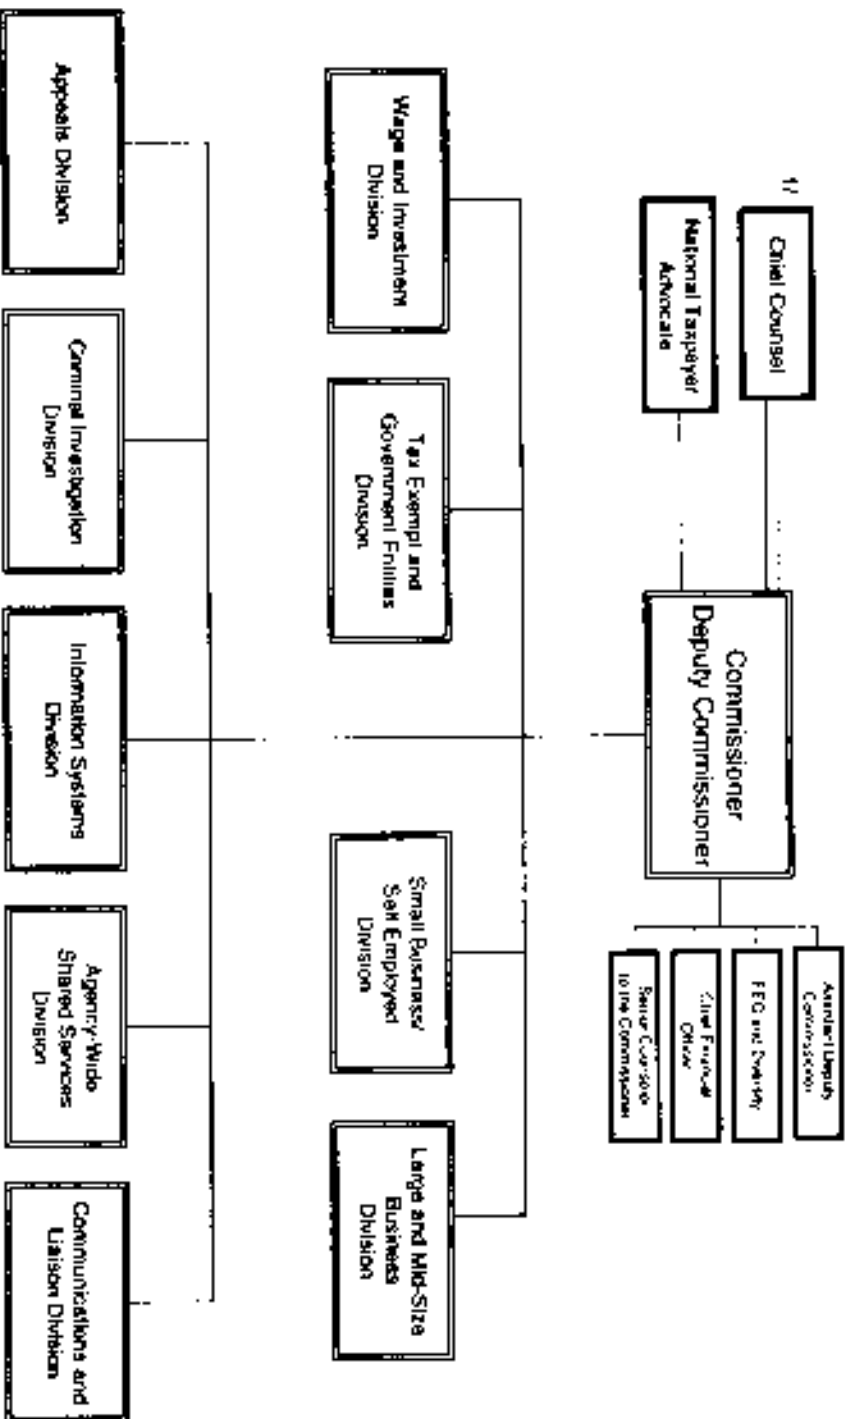 1/
Chief Counsel
National Taxpayer
Advocate
Commissioner
Deputy Commissioner
Assistant Deputy
Commissioner
EEO and Diversity
Chief Financial
Officer
Senior Counselor
to the Commissioner
Wage and Investment
Division
Tax Exempt and
Government Entities
Division
Small Business/
Self Employed
Division
Large and Mid-Size
Business
Division
Appeals Division
Criminal Investigation
Division
Information Systems
Division
Agency-Wide
Shared Services
Division
Communications and
Liaison Division